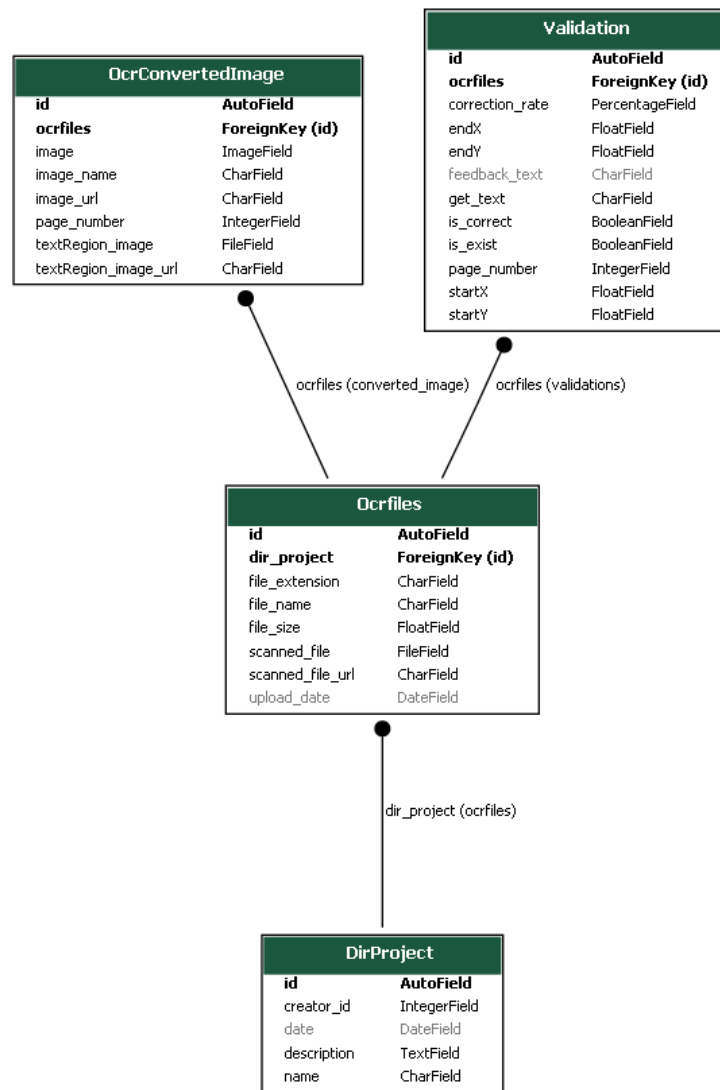 OcrConvertedImage
id AutoField
ocrfiles ForeignKey (id)
image ImageField
image_name CharField
image_url CharField
page_number IntegerField
textRegion_image FileField
textRegion_image_url CharField
Validation
id AutoField
ocrfiles ForeignKey (id)
correction_rate PercentageField
endX FloatField
endY FloatField
feedback_text CharField
get_text CharField
is_correct BooleanField
is_exist BooleanField
page_number IntegerField
startX FloatField
startY FloatField
ocrfiles (converted_image)
ocrfiles (validations)
Ocrfiles
id AutoField
dir_project ForeignKey (id)
file_extension CharField
file_name CharField
file_size FloatField
scanned_file FileField
scanned_file_url CharField
upload_date DateField
dir_project (ocrfiles)
DirProject
id AutoField
creator_id IntegerField
date DateField
description TextField
name CharField